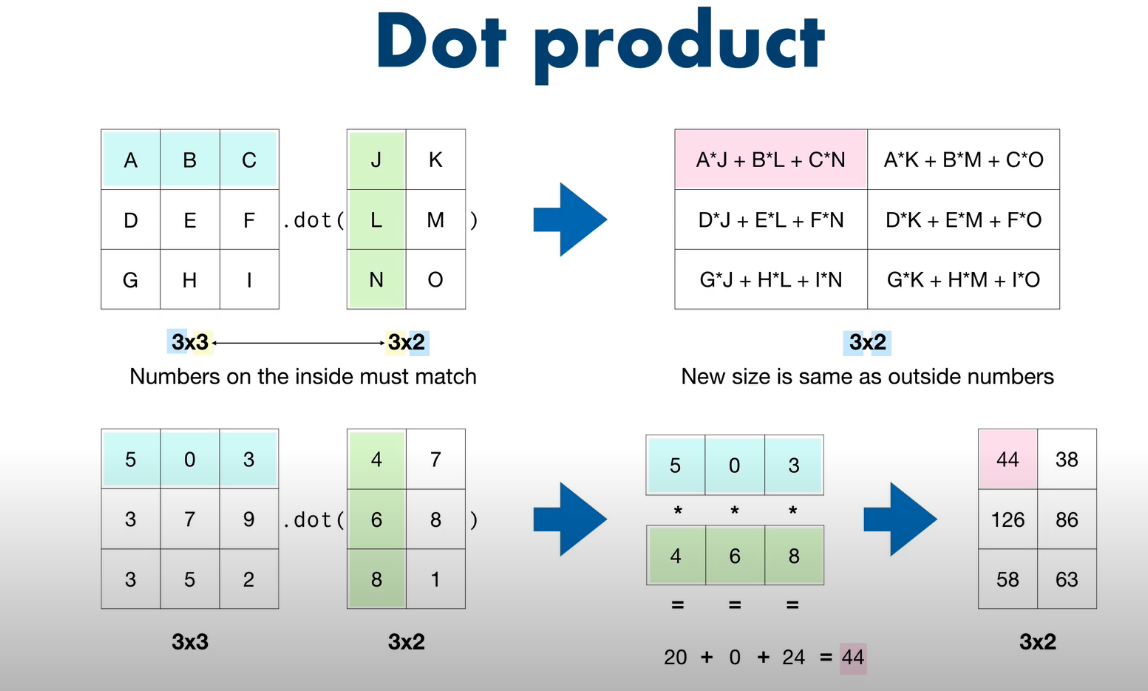 Dot product
A B C J K A*J + B*L + C*N A*K + B*M + C*O
D E F .dot( L M ) D*J + E*L + F*N D*K + E*M + F*O
G H I N O G*J + H*L + I*N G*K + H*M + I*O
3x3 3x2 3x2
Numbers on the inside must match New size is same as outside numbers
5 0 3 4 7 5 0 3 44 38
* * *
3 7 9 .dot( 6 8 ) 4 6 8 126 86
3 5 2 8 1 = = = 58 63
3x3 3x2 20 + 0 + 24 = 44 3x2